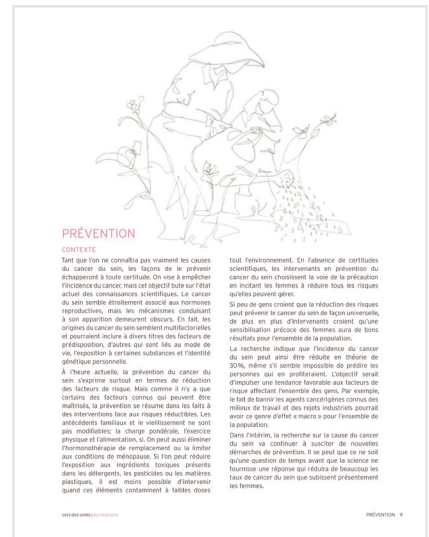 PRÉVENTION
CONTEXTE
Tant que l'on ne connaîtra pas vraiment les causes
du cancer du sein, les façons de le prévenir
échapperont à toute certitude. On vise à empêcher
l'incidence du cancer, mais cet objectif bute sur l'état
actuel des connaissances scientifiques. Le cancer
du sein semble étroitement associé aux hormones
reproductives, mais les mécanismes conduisant
à son apparition demeurent obscurs. En fait, les
origines du cancer du sein semblent multifactorielles
et pourraient inclure à divers titres des facteurs de
prédisposition, d'autres qui sont liés au mode de
vie, l'exposition à certaines substances et l'identité
génétique personnelle.
À l'heure actuelle, la prévention du cancer du
sein s'exprime surtout en termes de réduction
des facteurs de risque. Mais comme il n'y a que
certains des facteurs connus qui peuvent être
maîtrisés, la prévention se résume dans les faits à
des interventions face aux risques réductibles. Les
antécédents familiaux et le vieillissement ne sont
pas modifiables; la charge pondérale, l'exercice
physique et l'alimentation, si. On peut aussi éliminer
l'hormonothérapie de remplacement ou la limiter
aux conditions de ménopause. Si l'on peut réduire
l'exposition aux ingrédients toxiques présents
dans les détergents, les pesticides ou les matières
plastiques, il est moins possible d'intervenir
quand ces éléments contaminent à faibles doses
tout l'environnement. En l'absence de certitudes
scientifiques, les intervenants en prévention du
cancer du sein choisissent la voie de la précaution
en incitant les femmes à réduire tous les risques
qu'elles peuvent gérer.
Si peu de gens croient que la réduction des risques
peut prévenir le cancer du sein de façon universelle,
de plus en plus d'intervenants croient qu'une
sensibilisation précoce des femmes aura de bons
résultats pour l'ensemble de la population.
La recherche indique que l'incidence du cancer
du sein peut ainsi être réduite en théorie de
30%, même s'il semble impossible de prédire les
personnes qui en profiteraient. L'objectif serait
d'impulser une tendance favorable aux facteurs de
risque affectant l'ensemble des gens. Par exemple,
le fait de bannir les agents cancérigènes connus des
milieux de travail et des rejets industriels pourrait
avoir ce genre d'effet « macro » pour l'ensemble de
la population.
Dans l'intérim, la recherche sur la cause du cancer
du sein va continuer à susciter de nouvelles
démarches de prévention. Il se peut que ce ne soit
qu'une question de temps avant que la science ne
fournisse une réponse qui réduira de beaucoup les
taux de cancer du sein que subissent présentement
les femmes.
vers des soins plus humains
PRÉVENTION 9